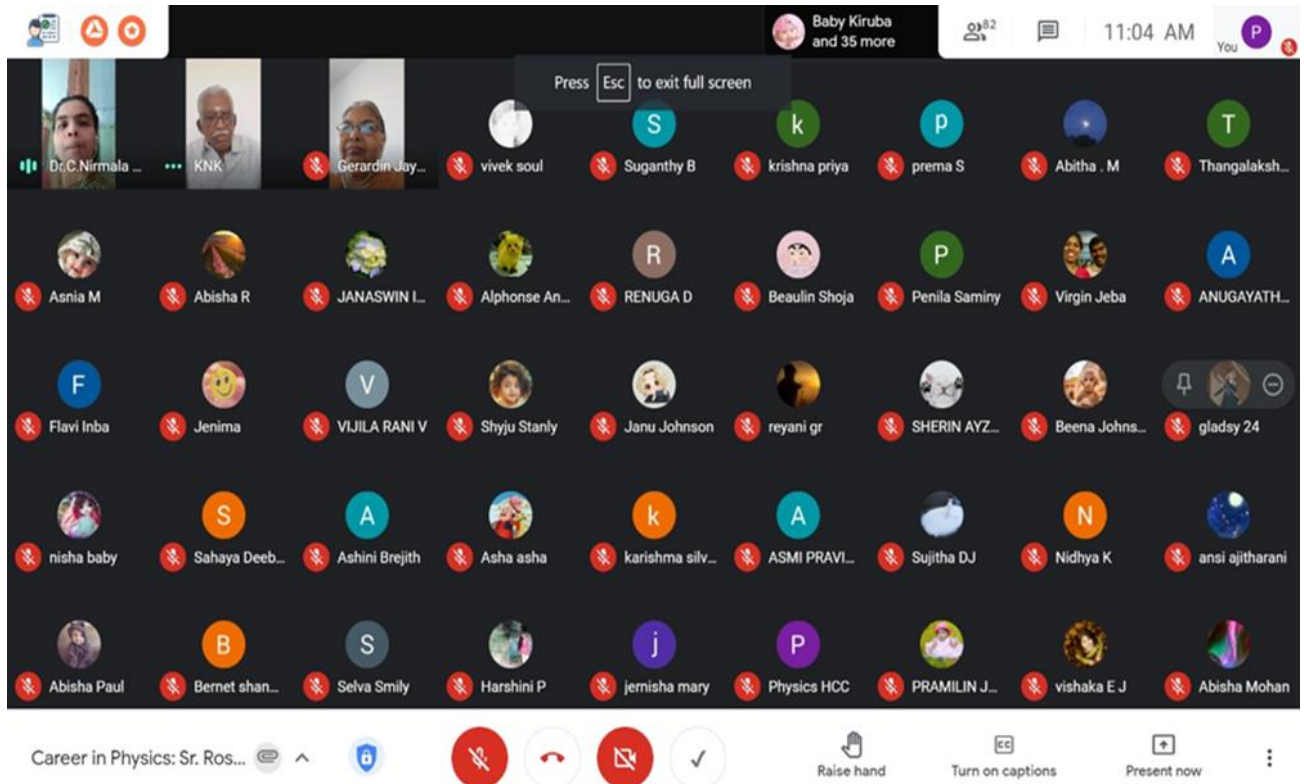 Baby Kiruba
and 35 more
82
11:04 AM
You
P
Press Esc to exit full screen
Dr.C.Nirmala ...
KNK
Gerardin Jay...
vivek soul
S
Suganthy B
k
krishna priya
p
prema S
Abitha . M
T
Thangalaksh...
Asnia M
Abisha R
JANASWIN I...
Alphonse An...
R
RENUGA D
Beaulin Shoja
P
Penila Saminy
Virgin Jeba
A
ANUGAYATH...
F
Flavi Inba
Jenima
V
VIJILA RANI V
Shyju Stanly
Janu Johnson
reyani gr
SHERIN AYZ...
Beena Johns...
gladsy 24
nisha baby
S
Sahaya Deeb...
A
Ashini Brejith
Asha asha
k
karishma silv...
A
ASMI PRAVI...
Sujitha DJ
N
Nidhya K
ansi ajitharani
Abisha Paul
B
Bernet shan...
S
Selva Smily
Harshini P
j
jernisha mary
P
Physics HCC
PRAMILIN J...
vishaka E J
Abisha Mohan
Career in Physics: Sr. Ros...
Raise hand
CC
Turn on captions
Present now